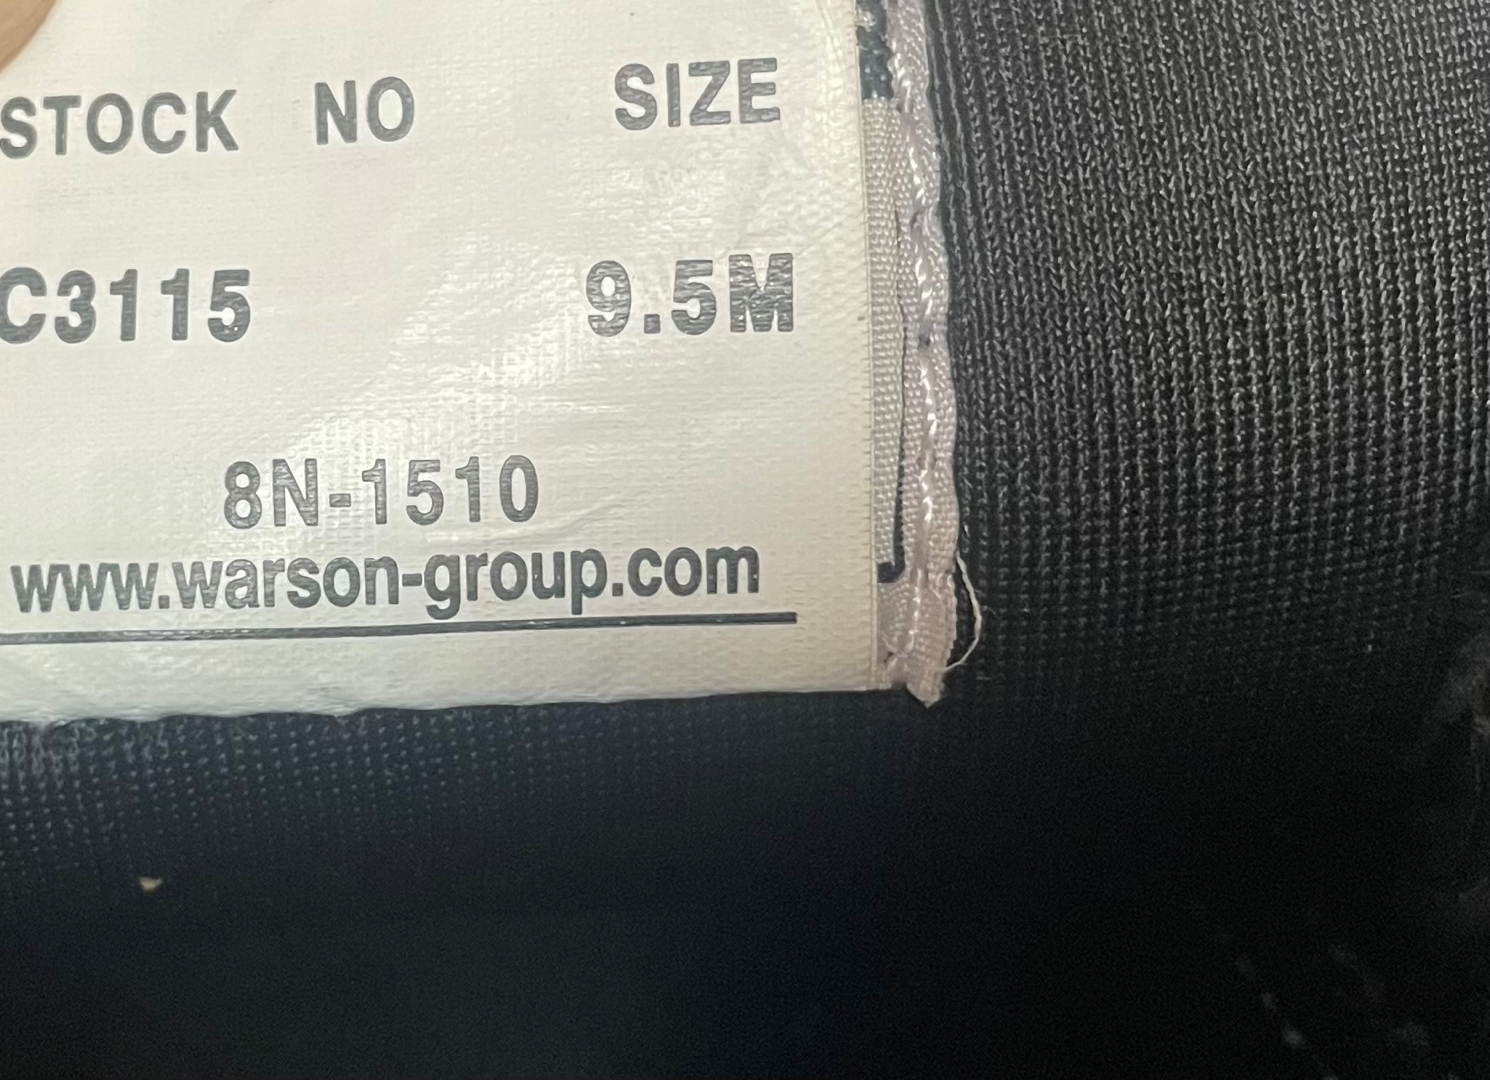 STOCK NO SIZE
C3115 9.5M
8N-1510
www.warson-group.com